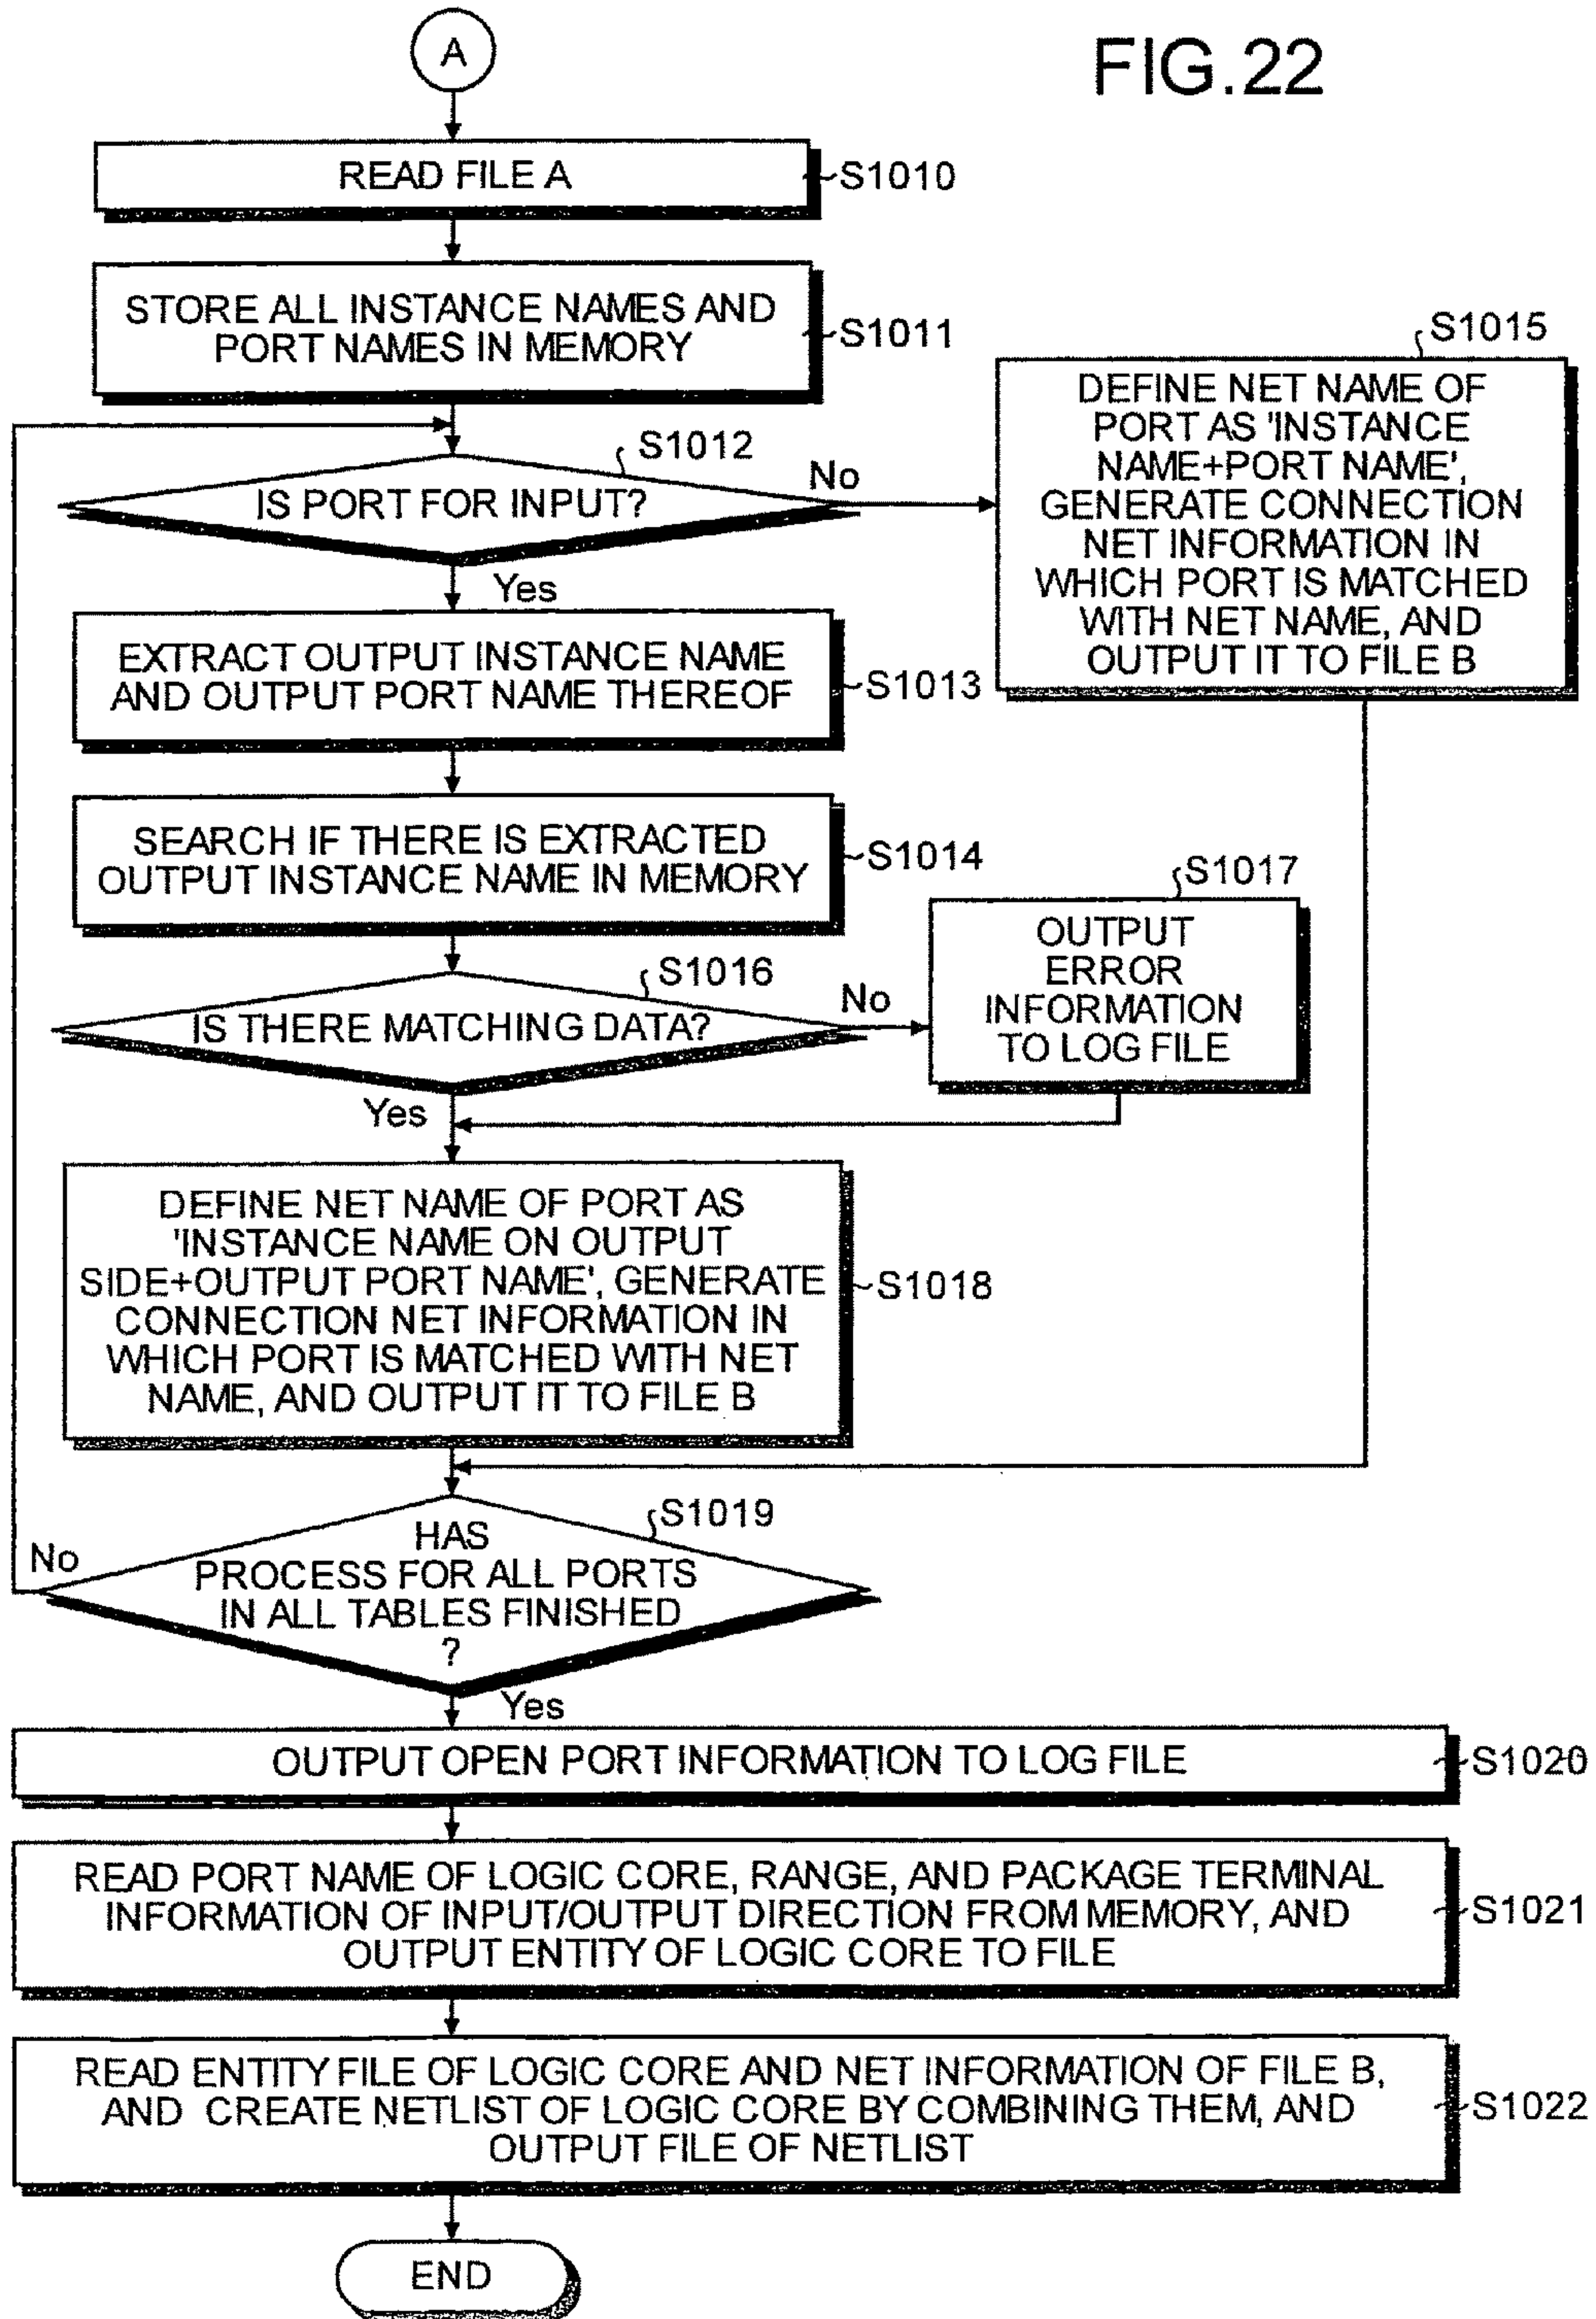 FIG.22
A
READ FILE A
S1010
STORE ALL INSTANCE NAMES AND
PORT NAMES IN MEMORY
S1011
S1012
IS PORT FOR INPUT?
No
Yes
S1015
DEFINE NET NAME OF
PORT AS 'INSTANCE
NAME+PORT NAME',
GENERATE CONNECTION
NET INFORMATION IN
WHICH PORT IS MATCHED
WITH NET NAME, AND
OUTPUT IT TO FILE B
EXTRACT OUTPUT INSTANCE NAME
AND OUTPUT PORT NAME THEREOF
S1013
SEARCH IF THERE IS EXTRACTED
OUTPUT INSTANCE NAME IN MEMORY
S1014
S1016
IS THERE MATCHING DATA?
No
Yes
S1017
OUTPUT
ERROR
INFORMATION
TO LOG FILE
DEFINE NET NAME OF PORT AS
'INSTANCE NAME ON OUTPUT
SIDE+OUTPUT PORT NAME', GENERATE
CONNECTION NET INFORMATION IN
WHICH PORT IS MATCHED WITH NET
NAME, AND OUTPUT IT TO FILE B
S1018
S1019
HAS
PROCESS FOR ALL PORTS
IN ALL TABLES FINISHED
?
No
Yes
OUTPUT OPEN PORT INFORMATION TO LOG FILE
S1020
READ PORT NAME OF LOGIC CORE, RANGE, AND PACKAGE TERMINAL
INFORMATION OF INPUT/OUTPUT DIRECTION FROM MEMORY, AND
OUTPUT ENTITY OF LOGIC CORE TO FILE
S1021
READ ENTITY FILE OF LOGIC CORE AND NET INFORMATION OF FILE B,
AND CREATE NETLIST OF LOGIC CORE BY COMBINING THEM, AND
OUTPUT FILE OF NETLIST
S1022
END